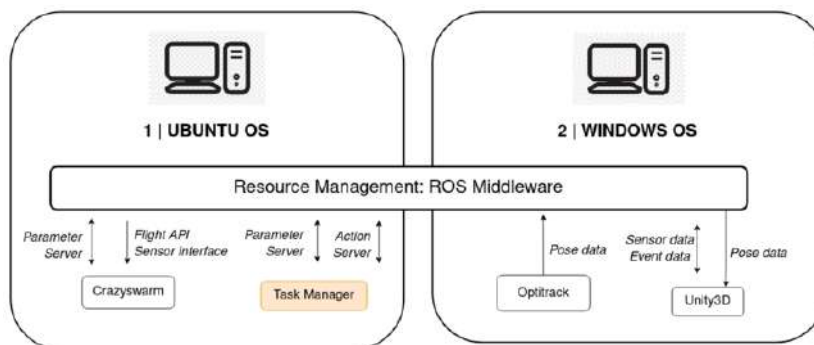 1 | UBUNTU OS
2 | WINDOWS OS
Resource Management: ROS Middleware
Parameter
Server
Flight API
Sensor interface
Parameter
Server
Action
Server
Pose data
Sensor data
Event data
Pose data
Crazyswarm
Task Manager
Optitrack
Unity3D